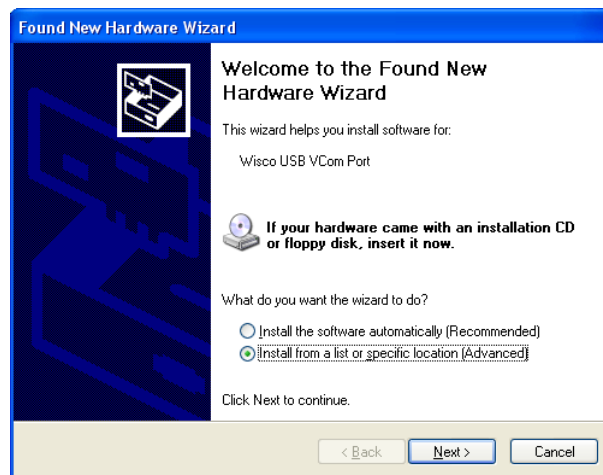 Found New Hardware Wizard
Welcome to the Found New
Hardware Wizard
This wizard helps you install software for:
Wisco USB VCom Port
If your hardware came with an installation CD
or floppy disk, insert it now.
What do you want the wizard to do?
Install the software automatically (Recommended)
Install from a list or specific location (Advanced)
Click Next to continue.
< Back
Next >
Cancel